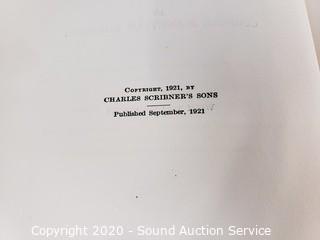 COPYRIGHT, 1921, BY
CHARLES SCRIBNER'S SONS
Published September, 1921
Copyright 2020 - Sound Auction Service